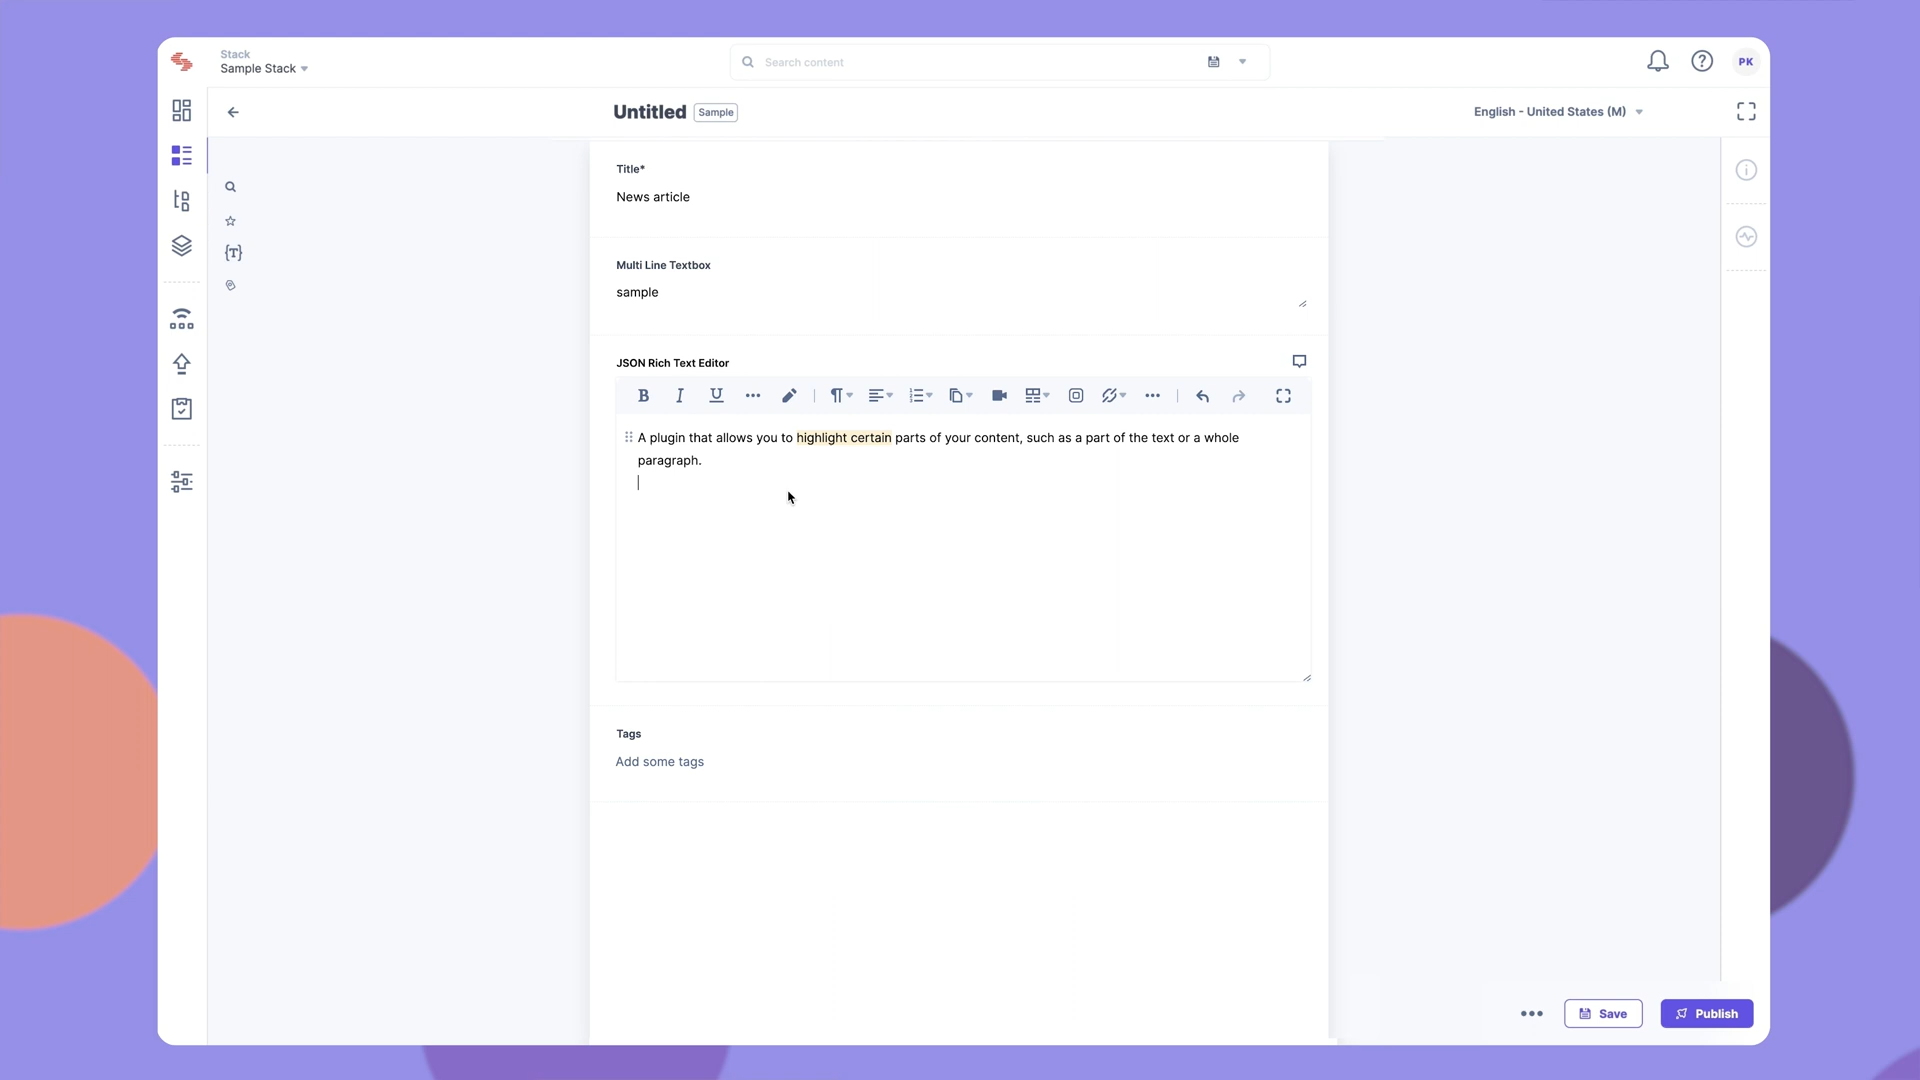 Stack
Sample Stack
Search content
PK
Untitled Sample
English - United States (M)
Title*
News article
{T}
Multi Line Textbox
sample
JSON Rich Text Editor
B I U
A plugin that allows you to highlight certain parts of your content, such as a part of the text or a whole
paragraph.
Tags
Add some tags
Save
Publish